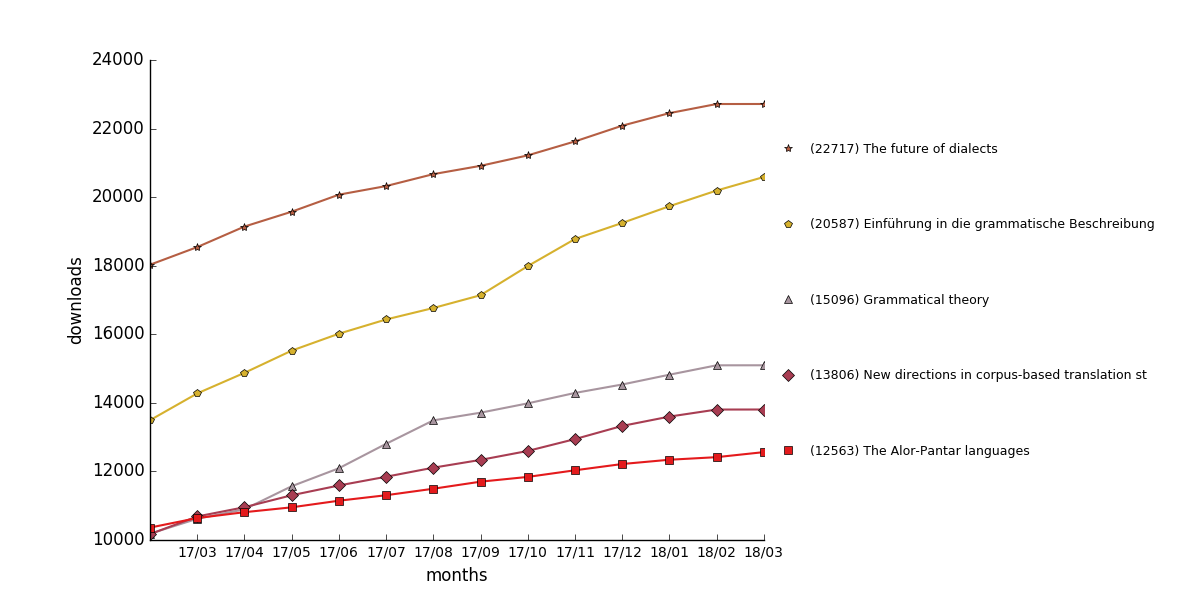 24000
22000
20000
18000
16000
14000
12000
10000
downloads
17/03 17/04 17/05 17/06 17/07 17/08 17/09 17/10 17/11 17/12 18/01 18/02 18/03
months
(22717) The future of dialects
(20587) Einführung in die grammatische Beschreibung
(15096) Grammatical theory
(13806) New directions in corpus-based translation st
(12563) The Alor-Pantar languages